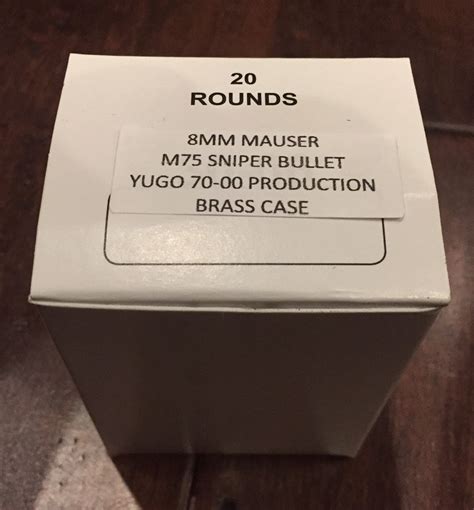 20
ROUNDS
8MM MAUSER
M75 SNIPER BULLET
YUGO 70-00 PRODUCTION
BRASS CASE